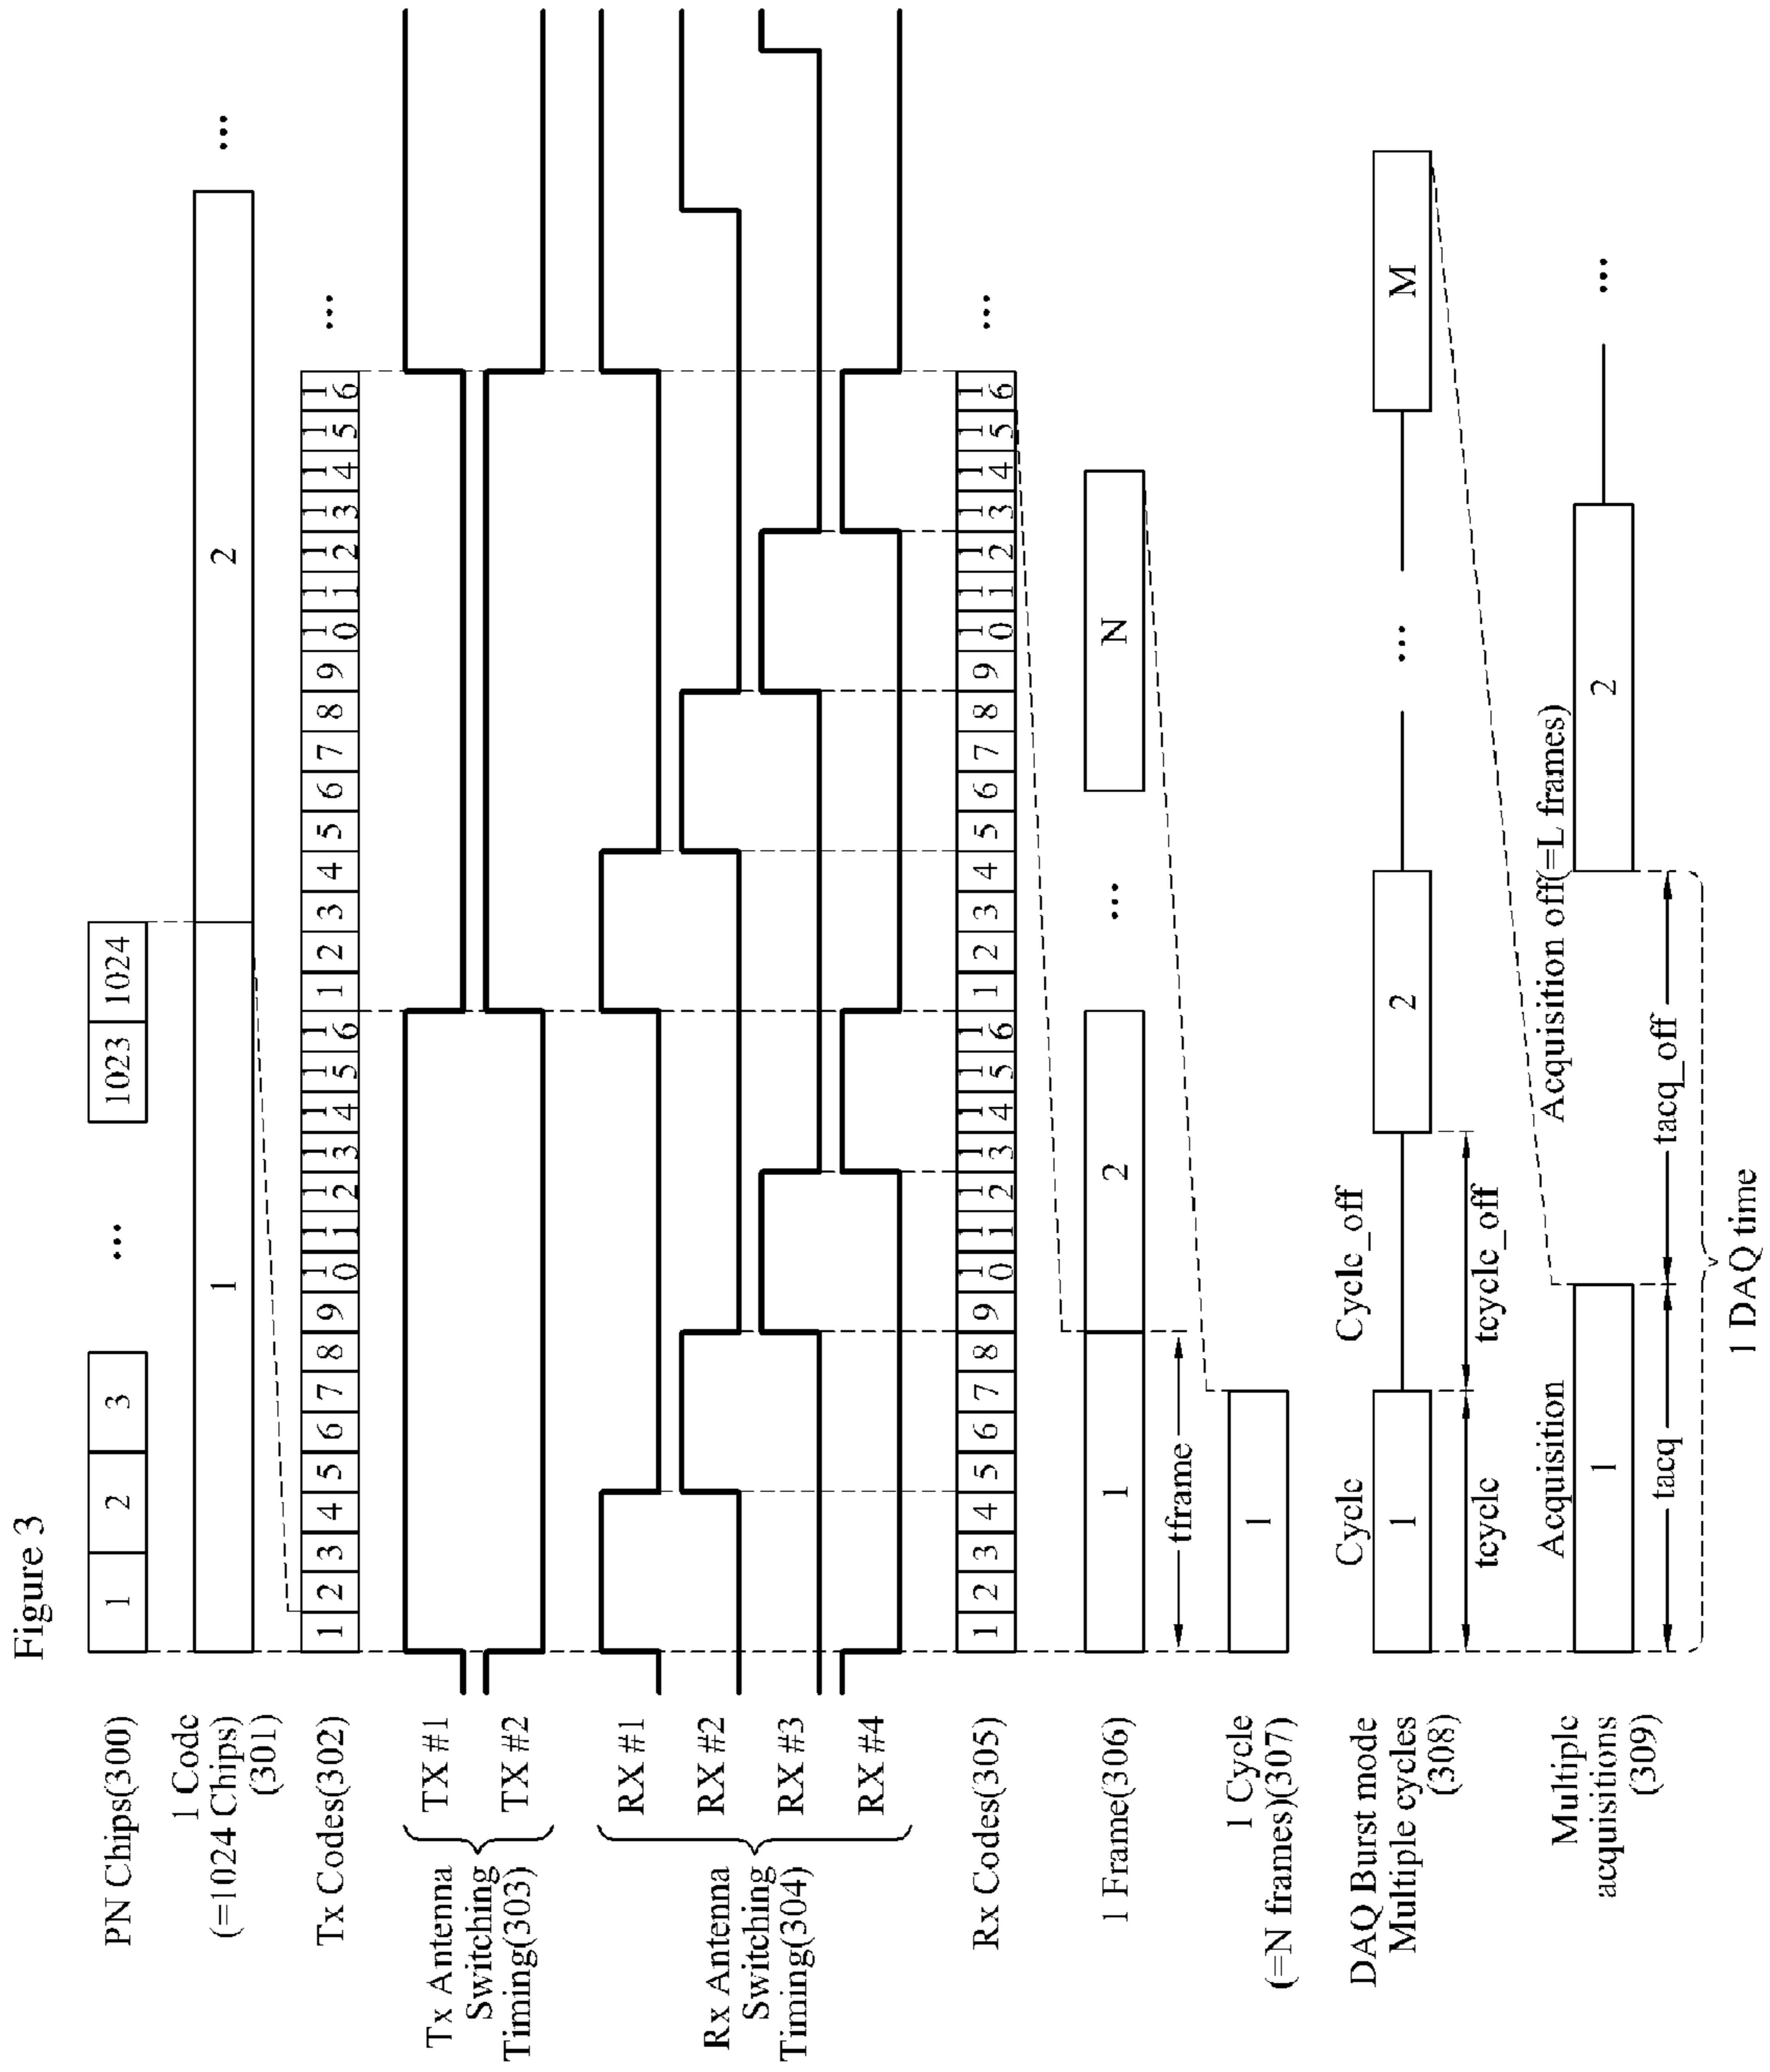 Figure 3
PN Chips(300)
1 2 3 ... 1023 1024
1 Code
(=1024 Chips)
(301)
1 2 ...
Tx Codes(302)
1 2 3 4 5 6 7 8 9 10 11 12 13 14 15 16 1 2 3 4 5 6 7 8 9 10 11 12 13 14 15 16 ...
Tx Antenna
Switching
Timing(303)
TX #1
TX #2
Rx Antenna
Switching
Timing(304)
RX #1
RX #2
RX #3
RX #4
Rx Codes(305)
1 2 3 4 5 6 7 8 9 10 11 12 13 14 15 16 1 2 3 4 5 6 7 8 9 10 11 12 13 14 15 16 ...
1 Frame(306)
1 2 ... N
tframe
1 Cycle
(=N frames)(307)
1
DAQ Burst mode
Multiple cycles
(308)
Cycle Cycle_off
1 2 ... M
tcycle tcycle_off
Multiple
acquisitions
(309)
Acquisition Acquisition off(=L frames)
1 2 ...
tacq tacq_off
1 DAQ time